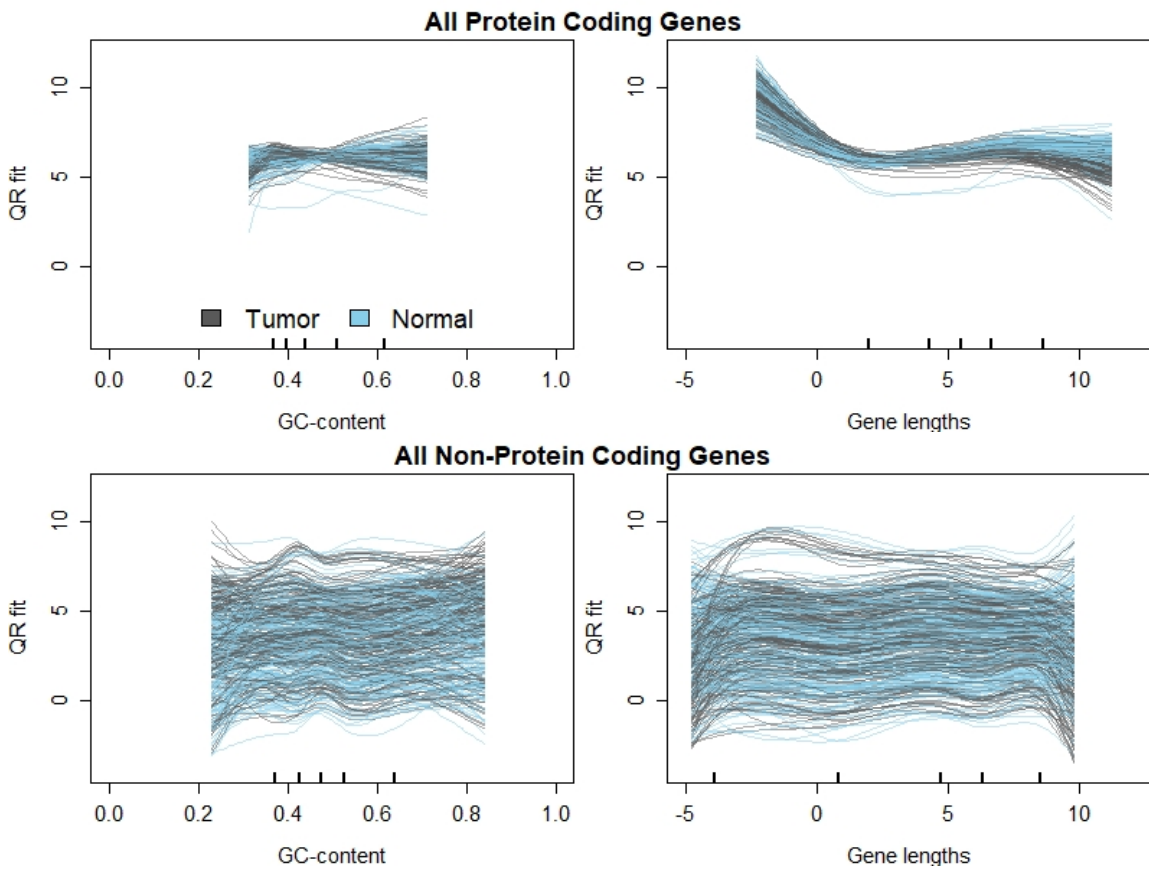 All Protein Coding Genes
QR fit
10
5
0
Tumor Normal
0.0 0.2 0.4 0.6 0.8 1.0
GC-content
QR fit
10
5
0
-5 0 5 10
Gene lengths
All Non-Protein Coding Genes
QR fit
10
5
0
0.0 0.2 0.4 0.6 0.8 1.0
GC-content
QR fit
10
5
0
-5 0 5 10
Gene lengths